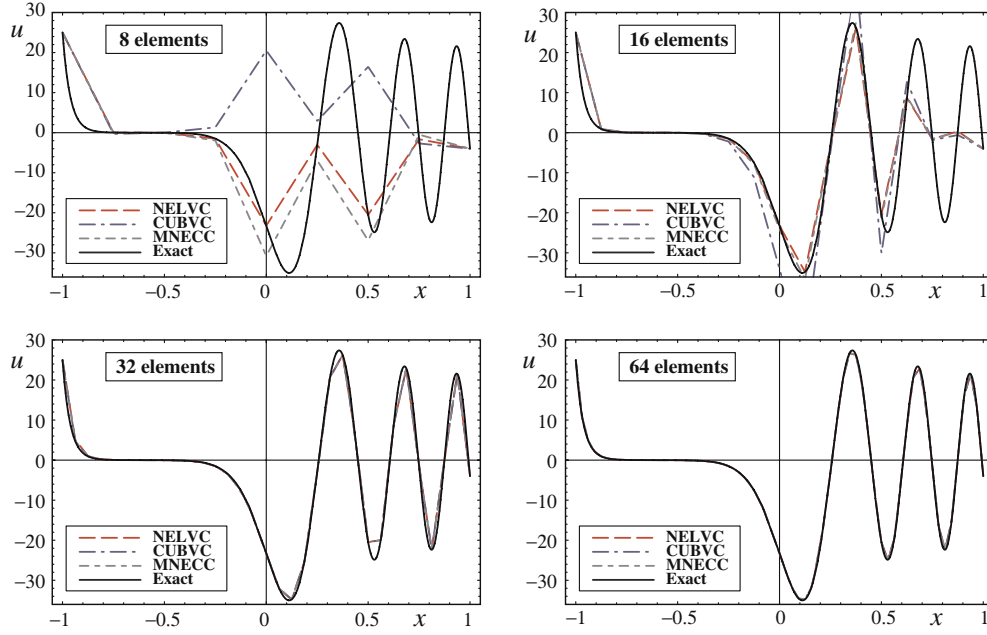 u
30
20
10
0
−10
−20
−30
8 elements
NELVC
CUBVC
MNECC
Exact
−1
−0.5
0
0.5
x
1
u
30
20
10
0
−10
−20
−30
16 elements
NELVC
CUBVC
MNECC
Exact
−1
−0.5
0
0.5
x
1
u
30
20
10
0
−10
−20
−30
32 elements
NELVC
CUBVC
MNECC
Exact
−1
−0.5
0
0.5
x
1
u
30
20
10
0
−10
−20
−30
64 elements
NELVC
CUBVC
MNECC
Exact
−1
−0.5
0
0.5
x
1